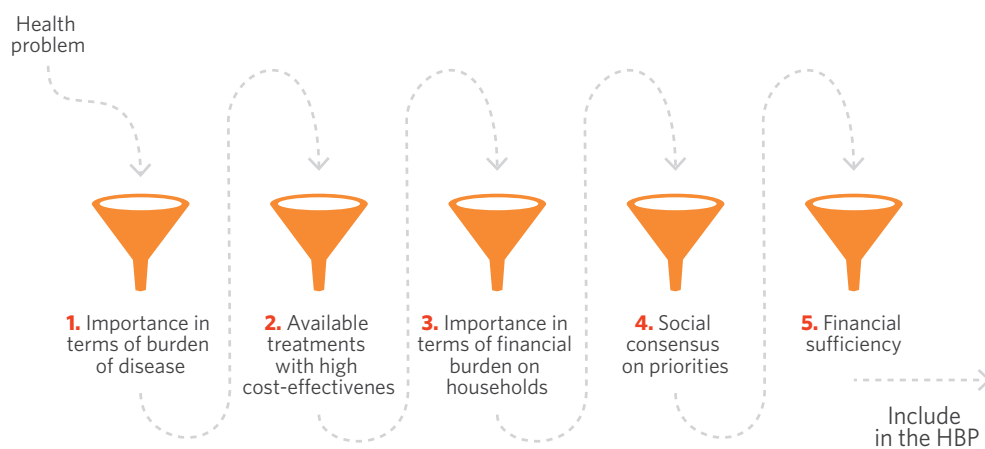 Health
problem
1. Importance in
terms of burden
of disease
2. Available
treatments
with high
cost-effectivenes
3. Importance in
terms of financial
burden on
households
4. Social
consensus
on priorities
5. Financial
sufficiency
Include
in the HBP